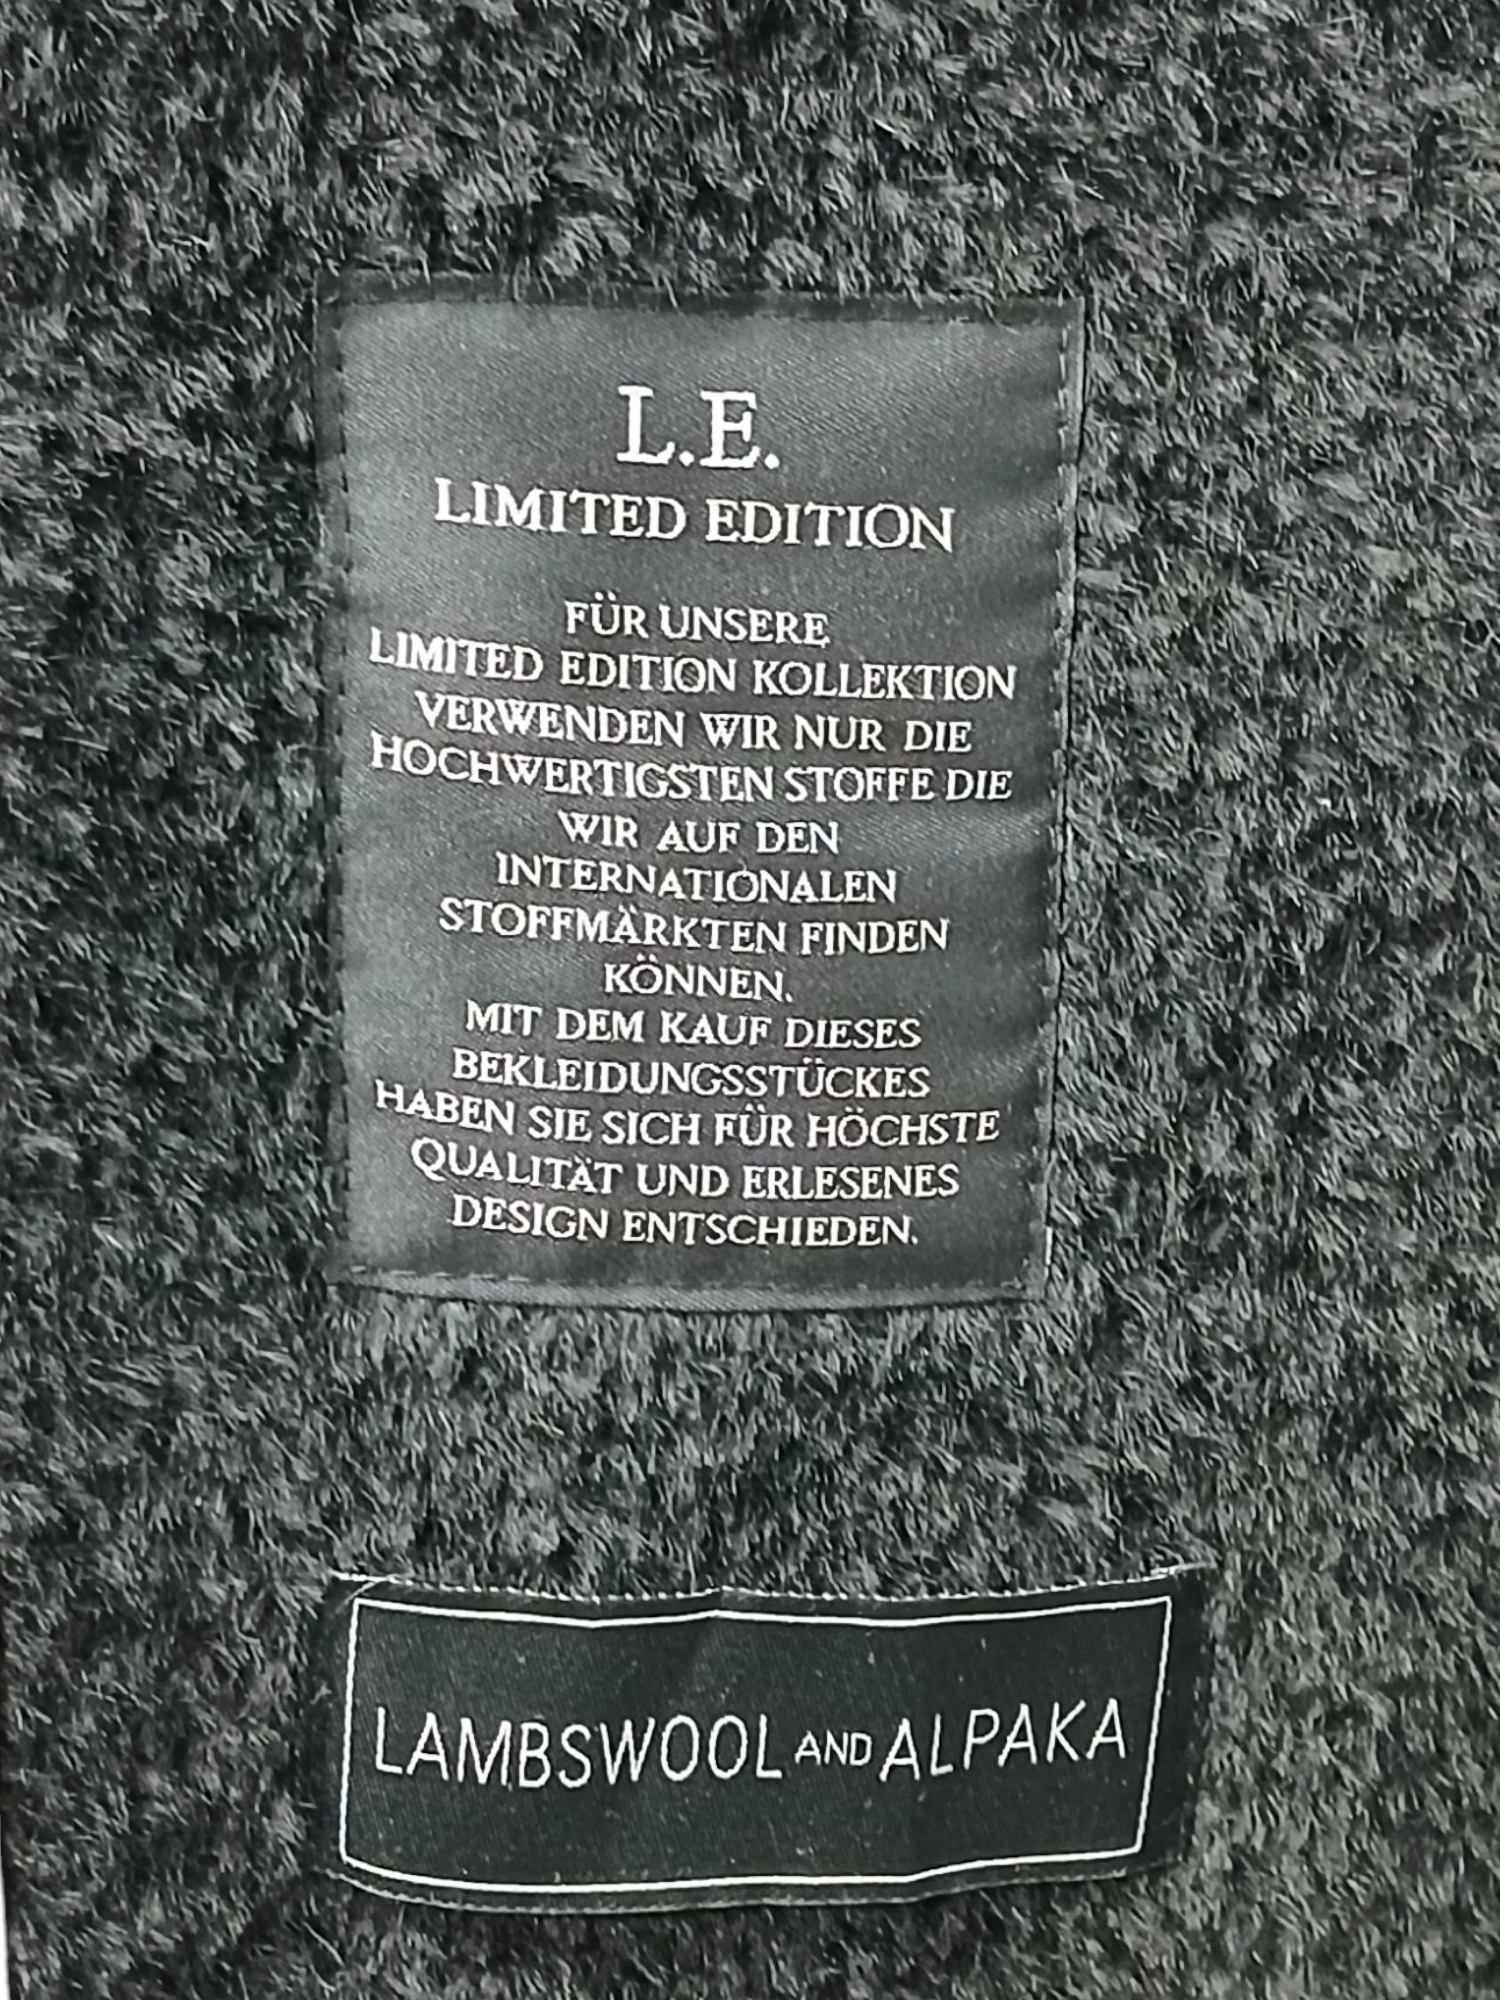 L.E.
LIMITED EDITION
FÜR UNSERE
LIMITED EDITION KOLLEKTION
VERWENDEN WIR NUR DIE
HOCHWERTIGSTEN STOFFE DIE
WIR AUF DEN
INTERNATIONALEN
STOFFMÄRKTEN FINDEN
KÖNNEN.
MIT DEM KAUF DIESES
BEKLEIDUNGSSTÜCKES
HABEN SIE SICH FÜR HÖCHSTE
QUALITÄT UND ERLESENES
DESIGN ENTSCHIEDEN.
LAMBSWOOL AND ALPAKA